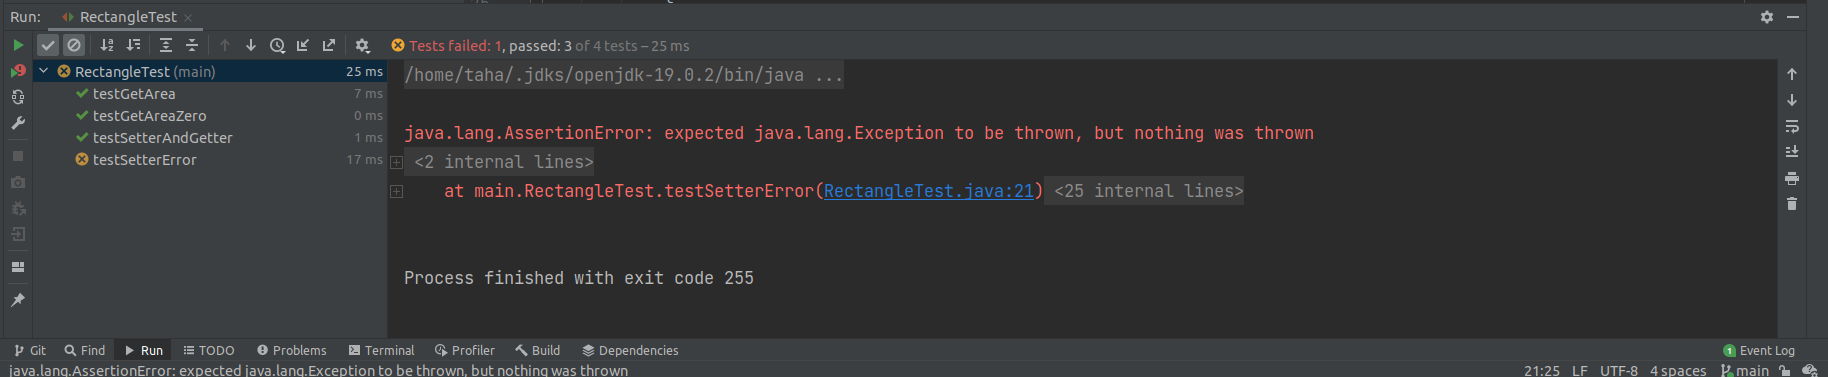 Run: RectangleTest
Tests failed: 1, passed: 3 of 4 tests – 25 ms
RectangleTest (main) 25 ms
testGetArea 7 ms
testGetAreaZero 0 ms
testSetterAndGetter 1 ms
testSetterError 17 ms
/home/taha/.jdks/openjdk-19.0.2/bin/java ...
java.lang.AssertionError: expected java.lang.Exception to be thrown, but nothing was thrown
<2 internal lines>
at main.RectangleTest.testSetterError(RectangleTest.java:21) <25 internal lines>
Process finished with exit code 255
Git Find Run TODO Problems Terminal Profiler Build Dependencies 1 Event Log
java.lang.AssertionError: expected java.lang.Exception to be thrown, but nothing was thrown 21:25 LF UTF-8 4 spaces main